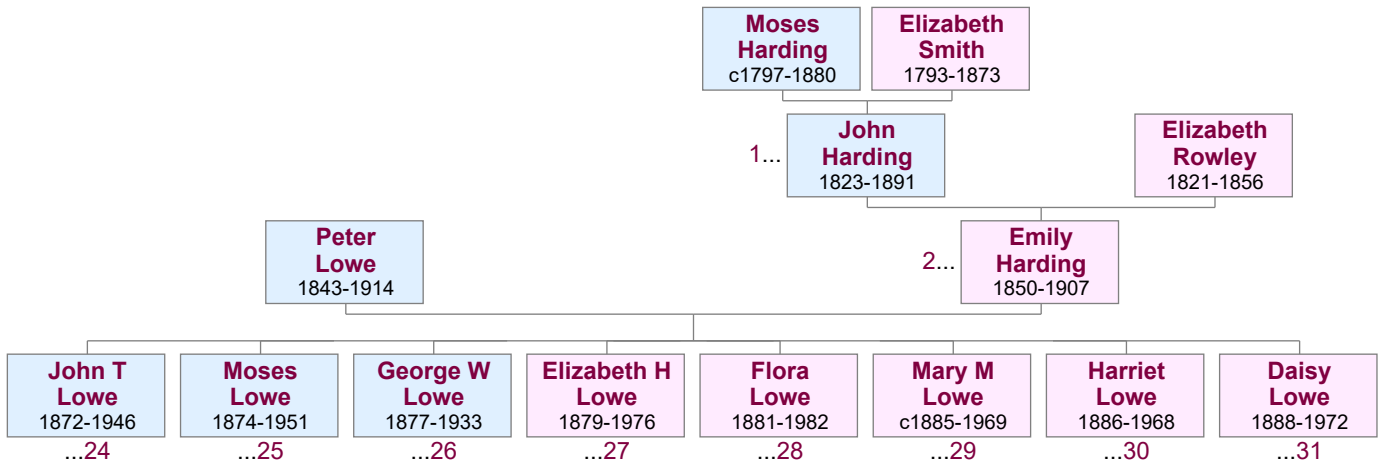 Moses
Harding
c1797-1880
Elizabeth
Smith
1793-1873
1...
John
Harding
1823-1891
Elizabeth
Rowley
1821-1856
Peter
Lowe
1843-1914
2...
Emily
Harding
1850-1907
John T
Lowe
1872-1946
...24
Moses
Lowe
1874-1951
...25
George W
Lowe
1877-1933
...26
Elizabeth H
Lowe
1879-1976
...27
Flora
Lowe
1881-1982
...28
Mary M
Lowe
c1885-1969
...29
Harriet
Lowe
1886-1968
...30
Daisy
Lowe
1888-1972
...31